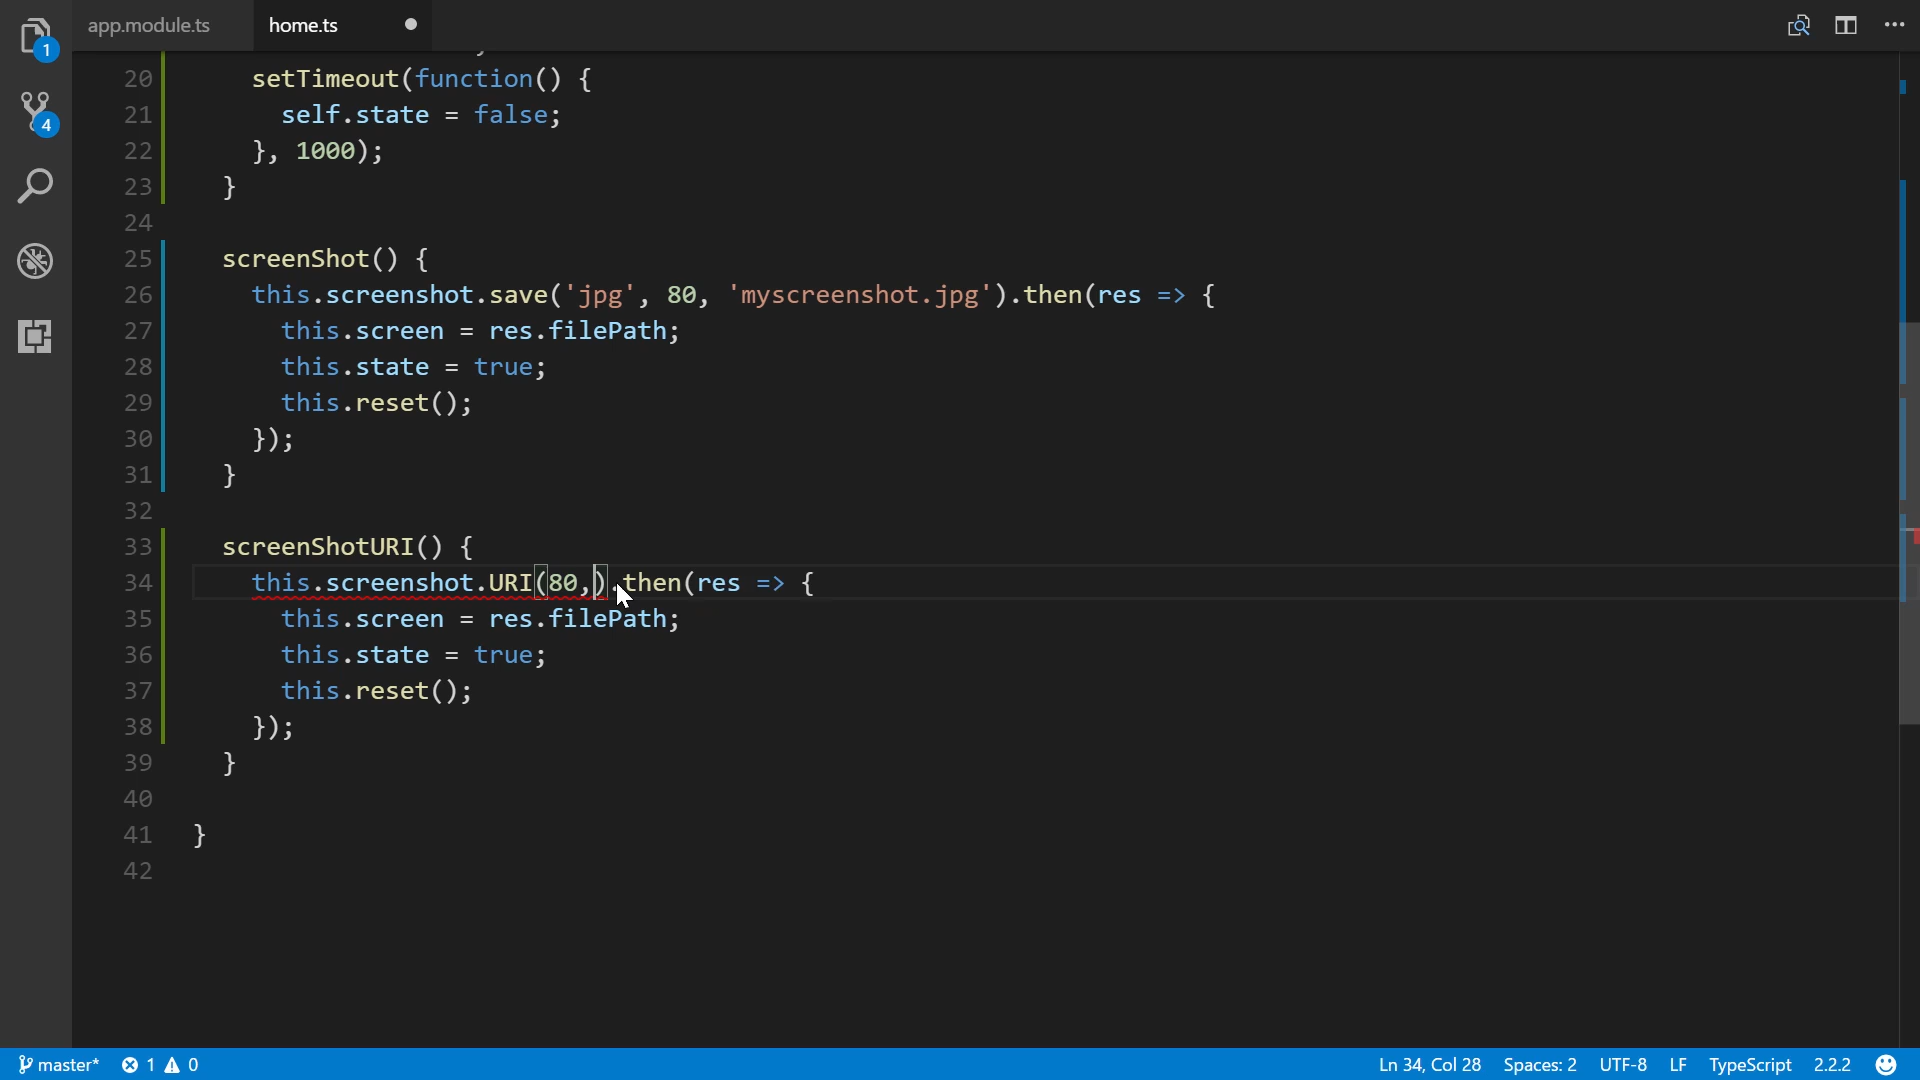 app.module.ts home.ts
1
4
20 setTimeout(function() {
21 self.state = false;
22 }, 1000);
23 }
24
25 screenShot() {
26 this.screenshot.save('jpg', 80, 'myscreenshot.jpg').then(res => {
27 this.screen = res.filePath;
28 this.state = true;
29 this.reset();
30 });
31 }
32
33 screenShotURI() {
34 this.screenshot.URI(80,).then(res => {
35 this.screen = res.filePath;
36 this.state = true;
37 this.reset();
38 });
39 }
40
41 }
42
master* 1 0 Ln 34, Col 28 Spaces: 2 UTF-8 LF TypeScript 2.2.2